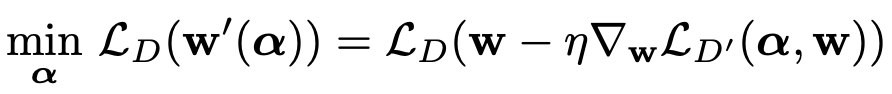 min_𝜶 𝓛_D(𝐰′(𝜶)) = 𝓛_D(𝐰 − η∇_𝐰 𝓛_{D′}(𝜶, 𝐰))